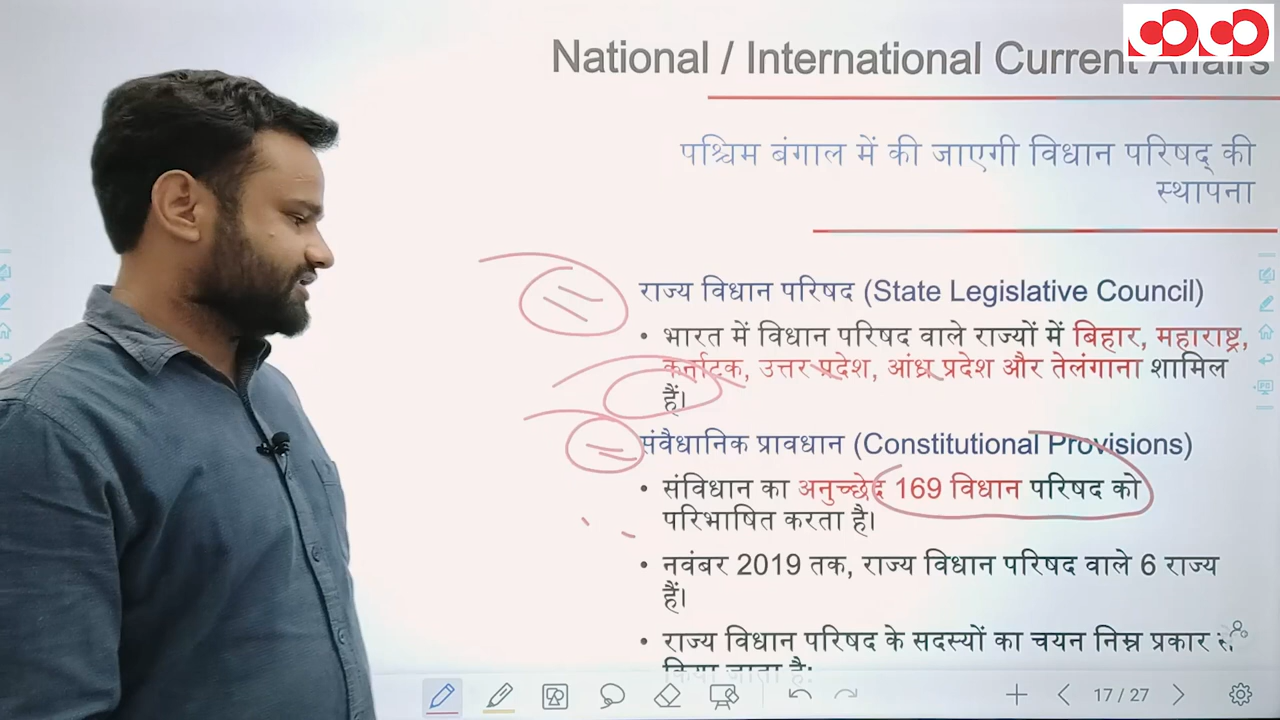 National / International Current Affairs
पश्चिम बंगाल में की जाएगी विधान परिषद् की
स्थापना
राज्य विधान परिषद (State Legislative Council)
• भारत में विधान परिषद वाले राज्यों में बिहार, महाराष्ट्र,
कर्नाटक, उत्तर प्रदेश, आंध्र प्रदेश और तेलंगाना शामिल
हैं।
संवैधानिक प्रावधान (Constitutional Provisions)
• संविधान का अनुच्छेद 169 विधान परिषद को
परिभाषित करता है।
• नवंबर 2019 तक, राज्य विधान परिषद वाले 6 राज्य
हैं।
• राज्य विधान परिषद के सदस्यों का चयन निम्न प्रकार से
किया जाता है:
17 / 27